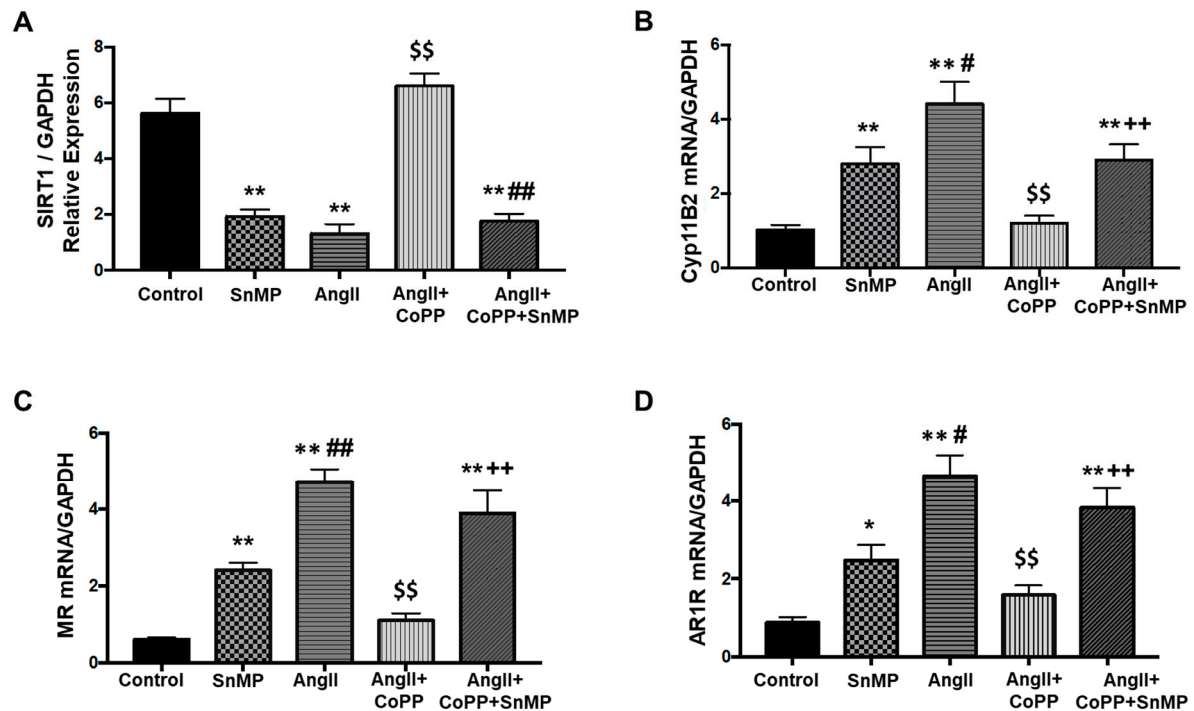 A
SIRT1 / GAPDH
Relative Expression
8
6
4
2
0
**
**
$$
** ##
Control
SnMP
AngII
AngII+
CoPP
AngII+
CoPP+SnMP
B
Cyp11B2 mRNA/GAPDH
6
4
2
0
**
** #
$$
** ++
Control
SnMP
AngII
AngII+
CoPP
AngII+
CoPP+SnMP
C
MR mRNA/GAPDH
6
4
2
0
**
** ##
$$
** ++
Control
SnMP
AngII
AngII+
CoPP
AngII+
CoPP+SnMP
D
AR1R mRNA/GAPDH
6
4
2
0
*
** #
$$
** ++
Control
SnMP
AngII
AngII+
CoPP
AngII+
CoPP+SnMP